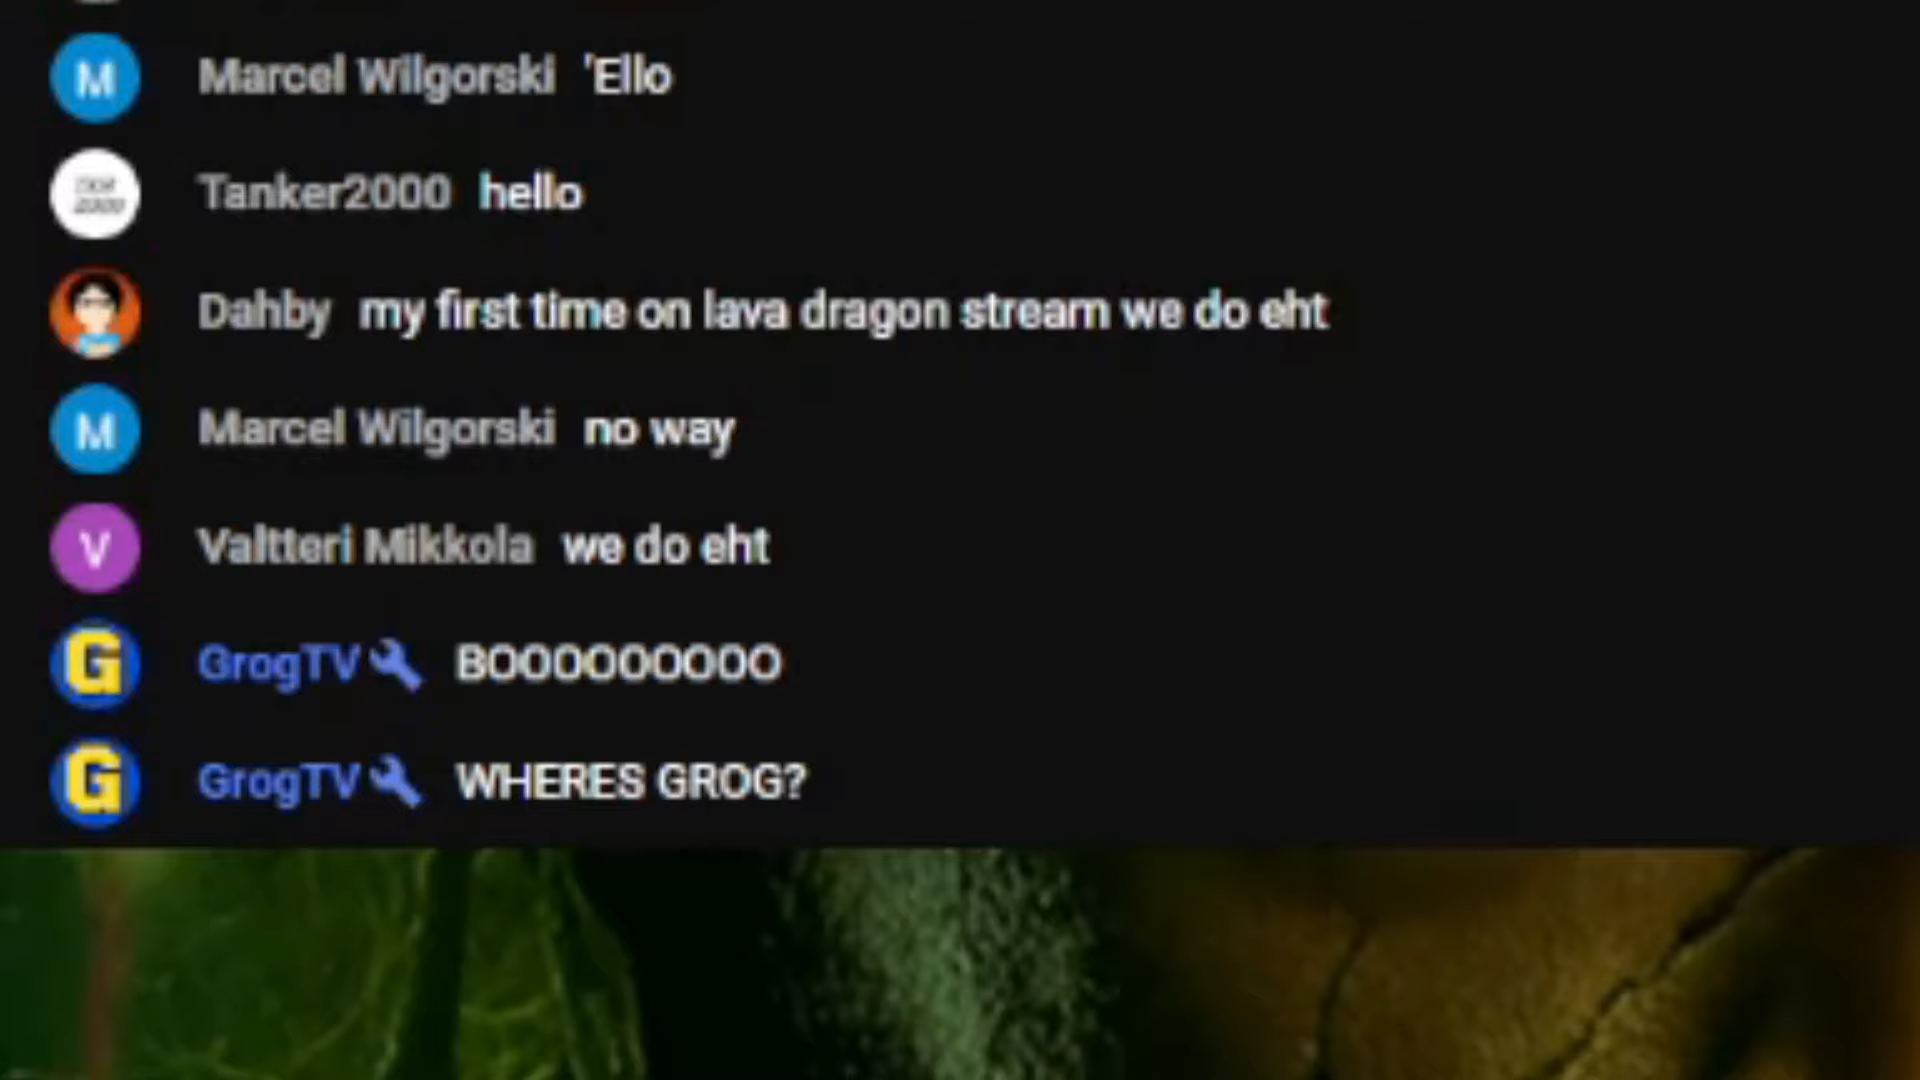 M Marcel Wilgorski 'Ello
Tanker2000 hello
Dahby my first time on lava dragon stream we do eht
M Marcel Wilgorski no way
V Valtteri Mikkola we do eht
G GrogTV BOOOOOOOOO
G GrogTV WHERES GROG?